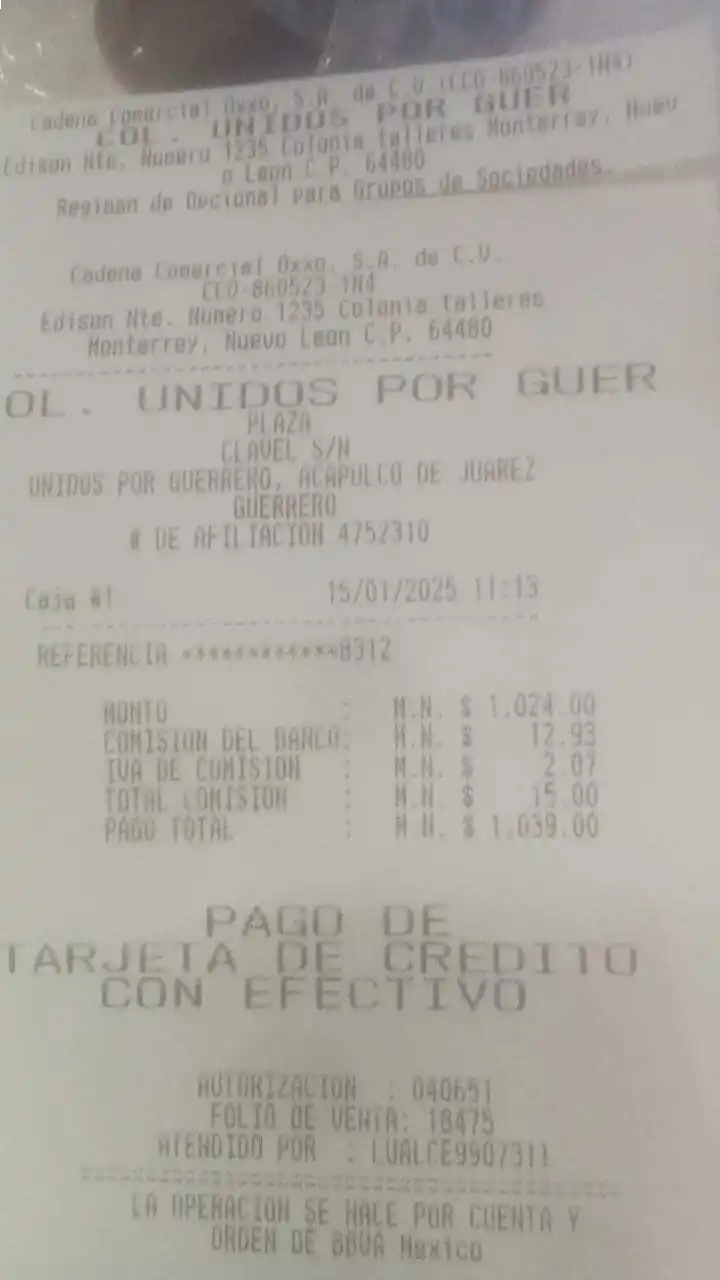 Cadena Comercial Oxxo, S.A. de C.V.(CCO-860523-1N4)
COL. UNIDOS POR GUER
Edison Nte. Numero 1235 Colonia talleres Monterrey, Nuev
o Leon C.P. 64480
Regimen de Opcional para Grupos de Sociedades.
Cadena Comercial Oxxo, S.A. de C.V.
CCO-860523-1N4
Edison Nte. Numero 1235 Colonia talleres
Monterrey, Nuevo Leon C.P. 64480
OL. UNIDOS POR GUER
PLAZA
CLAVEL S/N
UNIDOS POR GUERRERO, ACAPULCO DE JUAREZ
GUERRERO
# DE AFILIACION 4752310
Caja #1 15/01/2025 11:13
REFERENCIA ************8312
MONTO : M.N. $ 1,024.00
COMISION DEL BANCO: M.N. $ 12.93
IVA DE COMISION : M.N. $ 2.07
TOTAL COMISION : M.N. $ 15.00
PAGO TOTAL : M.N. $ 1,039.00
PAGO DE
TARJETA DE CREDITO
CON EFECTIVO
AUTORIZACION : 040651
FOLIO DE VENTA: 18475
ATENDIDO POR : LUALCE9907311
LA OPERACION SE HACE POR CUENTA Y
ORDEN DE BBVA Mexico